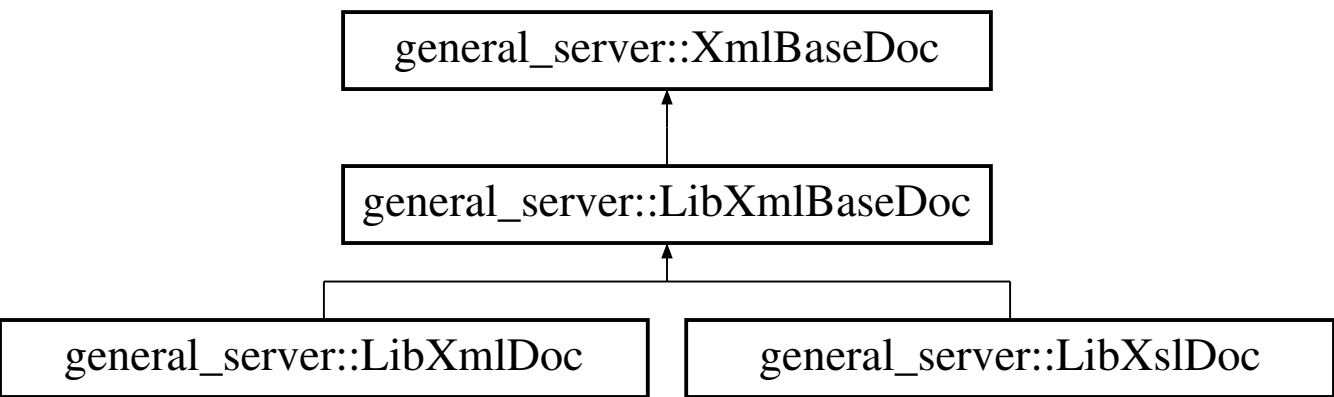 general_server::XmlBaseDoc
general_server::LibXmlBaseDoc
general_server::LibXmlDoc
general_server::LibXslDoc